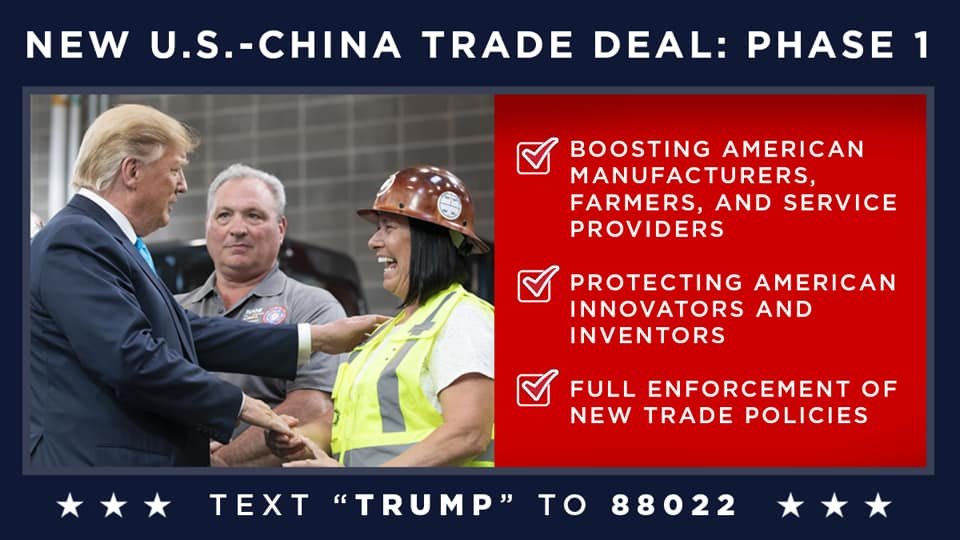 NEW U.S.-CHINA TRADE DEAL: PHASE 1
BOOSTING AMERICAN
MANUFACTURERS,
FARMERS, AND SERVICE
PROVIDERS
PROTECTING AMERICAN
INNOVATORS AND
INVENTORS
FULL ENFORCEMENT OF
NEW TRADE POLICIES
TEXT “TRUMP” TO 88022